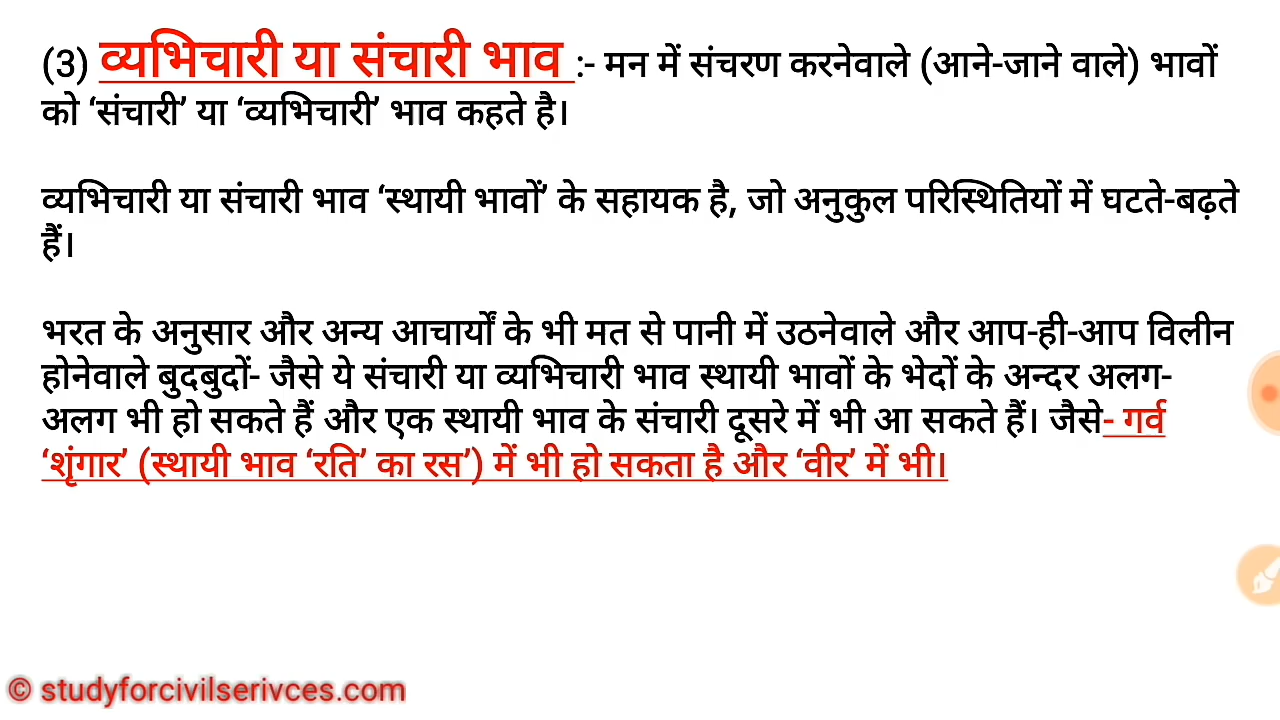 (3) व्यभिचारी या संचारी भाव :- मन में संचरण करनेवाले (आने-जाने वाले) भावों
को ‘संचारी’ या ‘व्यभिचारी’ भाव कहते है।
व्यभिचारी या संचारी भाव ‘स्थायी भावों’ के सहायक है, जो अनुकुल परिस्थितियों में घटते-बढ़ते
हैं।
भरत के अनुसार और अन्य आचार्यों के भी मत से पानी में उठनेवाले और आप-ही-आप विलीन
होनेवाले बुदबुदों- जैसे ये संचारी या व्यभिचारी भाव स्थायी भावों के भेदों के अन्दर अलग-
अलग भी हो सकते हैं और एक स्थायी भाव के संचारी दूसरे में भी आ सकते हैं। जैसे- गर्व
‘शृंगार’ (स्थायी भाव ‘रति’ का रस’) में भी हो सकता है और ‘वीर’ में भी।
© studyforcivilserivces.com